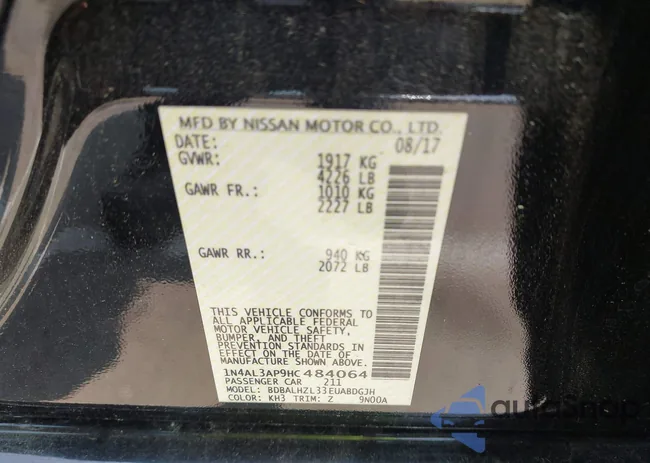 MFD BY NISSAN MOTOR CO., LTD.
DATE: 08/17
GVWR: 1917 KG
4226 LB
GAWR FR.: 1010 KG
2227 LB
GAWR RR.: 940 KG
2072 LB
THIS VEHICLE CONFORMS TO
ALL APPLICABLE FEDERAL
MOTOR VEHICLE SAFETY,
BUMPER, AND THEFT
PREVENTION STANDARDS IN
EFFECT ON THE DATE OF
MANUFACTURE SHOWN ABOVE.
1N4AL3AP9HC484064
PASSENGER CAR 211
MODEL: BDBALHZL33EUABDGJH
COLOR: KH3 TRIM: Z 9N00A
autoShop